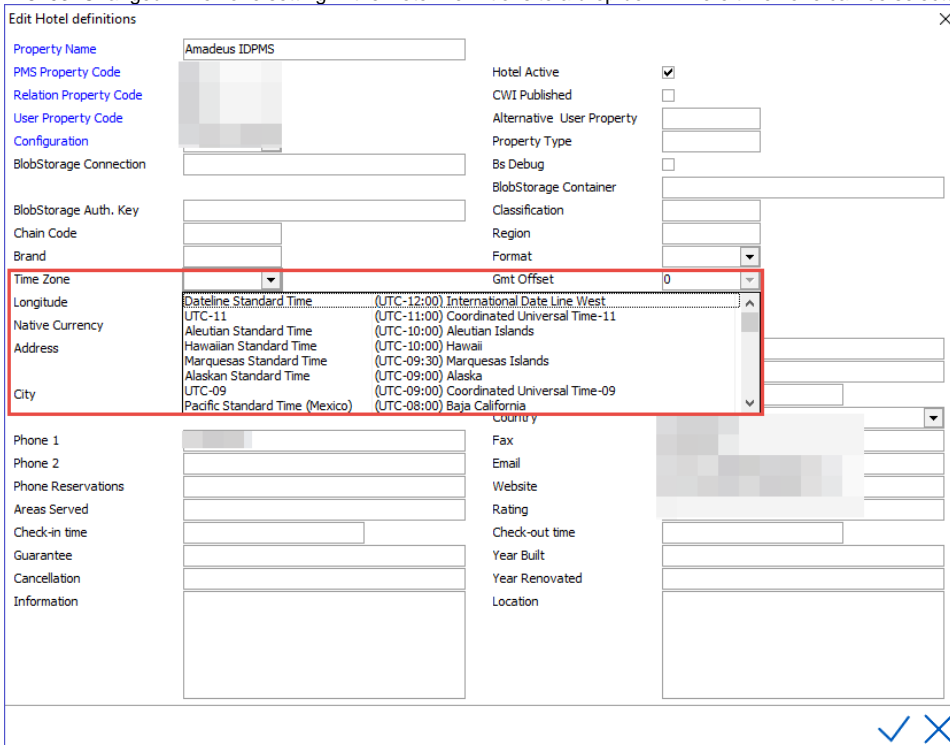 Edit Hotel definitions
Property Name Amadeus IDPMS
PMS Property Code Hotel Active
Relation Property Code CWI Published
User Property Code Alternative User Property
Configuration Property Type
BlobStorage Connection Bs Debug
BlobStorage Container
BlobStorage Auth. Key Classification
Chain Code Region
Brand Format
Time Zone Gmt Offset 0
Longitude Dateline Standard Time (UTC-12:00) International Date Line West
UTC-11 (UTC-11:00) Coordinated Universal Time-11
Native Currency Aleutian Standard Time (UTC-10:00) Aleutian Islands
Hawaiian Standard Time (UTC-10:00) Hawaii
Address Marquesas Standard Time (UTC-09:30) Marquesas Islands
Alaskan Standard Time (UTC-09:00) Alaska
City UTC-09 (UTC-09:00) Coordinated Universal Time-09
Pacific Standard Time (Mexico) (UTC-08:00) Baja California
Country
Phone 1 Fax
Phone 2 Email
Phone Reservations Website
Areas Served Rating
Check-in time Check-out time
Guarantee Year Built
Cancellation Year Renovated
Information Location